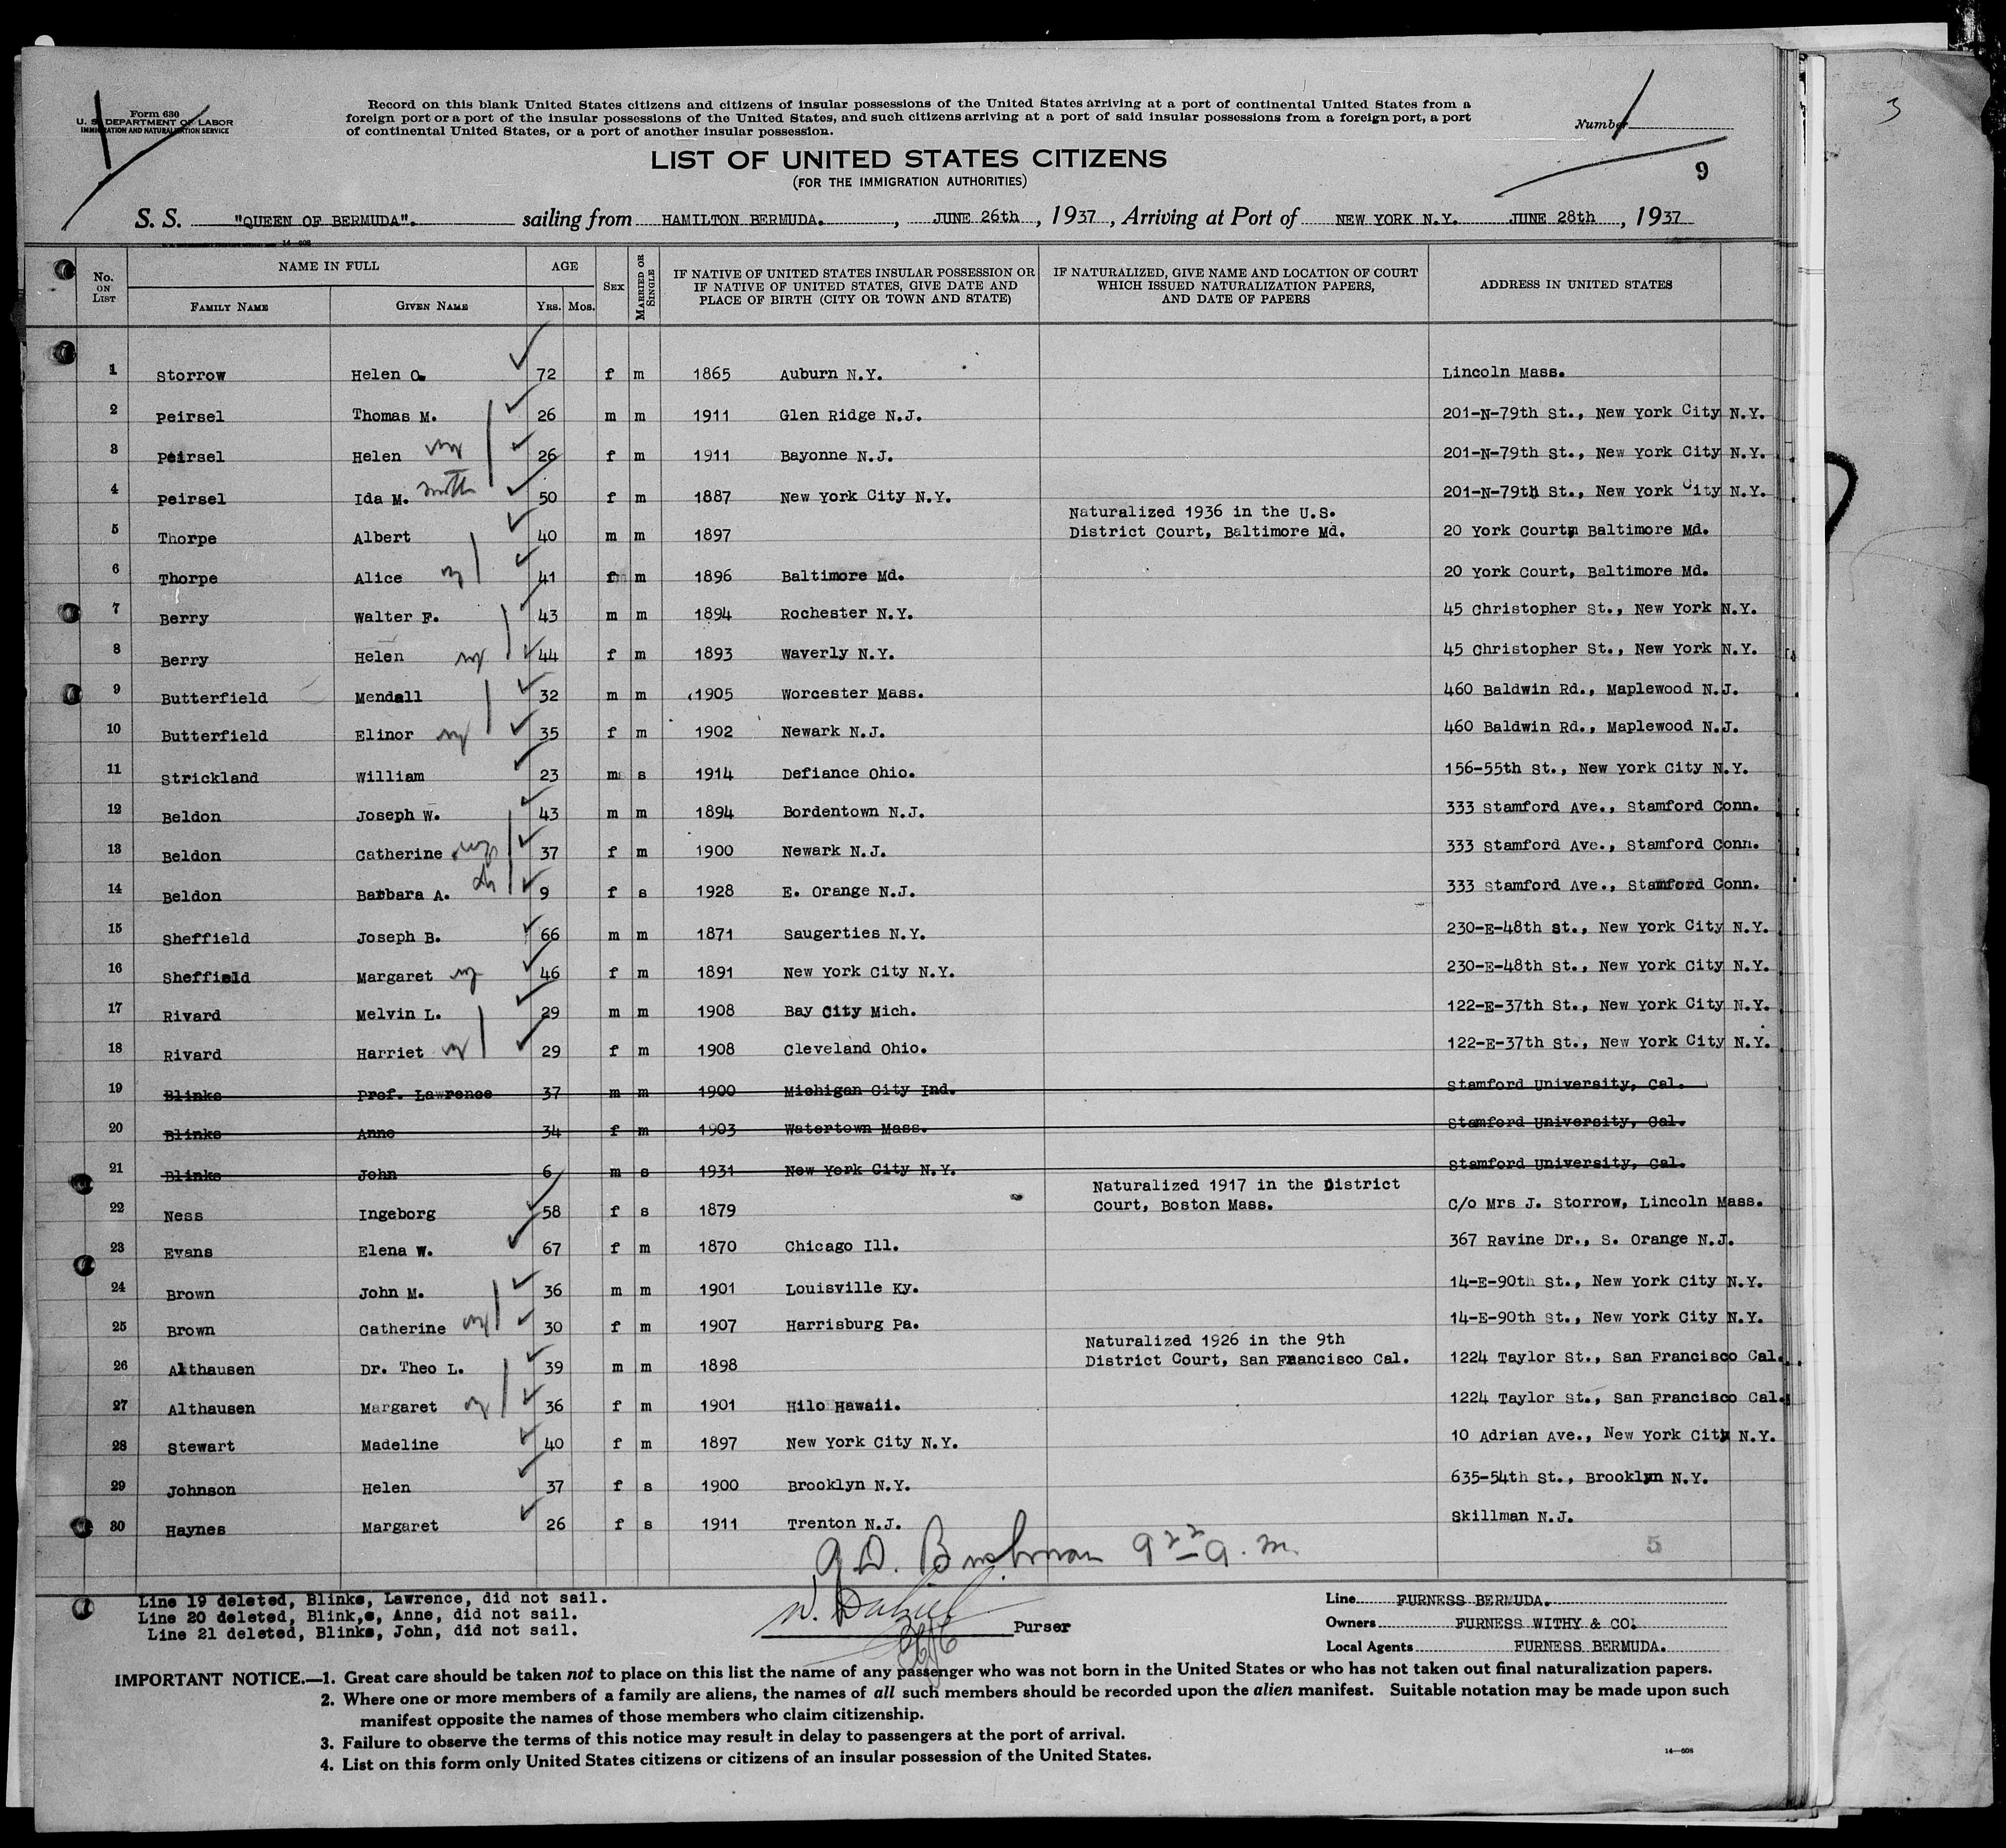 Form 630
U. S. DEPARTMENT OF LABOR
IMMIGRATION AND NATURALIZATION SERVICE
Record on this blank United States citizens and citizens of insular possessions of the United States arriving at a port of continental United States from a
foreign port or a port of the insular possessions of the United States, and such citizens arriving at a port of said insular possessions from a foreign port, a port
of continental United States, or a port of another insular possession.
Number
3
LIST OF UNITED STATES CITIZENS
(FOR THE IMMIGRATION AUTHORITIES)
9
S. S. "QUEEN OF BERMUDA". sailing from HAMILTON BERMUDA. , JUNE 26th , 1937 , Arriving at Port of NEW YORK N.Y. JUNE 28th , 1937
14-608
No. ON LIST NAME IN FULL FAMILY NAME GIVEN NAME AGE YRS. MOS. SEX MARRIED OR SINGLE IF NATIVE OF UNITED STATES INSULAR POSSESSION OR IF NATIVE OF UNITED STATES, GIVE DATE AND PLACE OF BIRTH (CITY OR TOWN AND STATE) IF NATURALIZED, GIVE NAME AND LOCATION OF COURT WHICH ISSUED NATURALIZATION PAPERS, AND DATE OF PAPERS ADDRESS IN UNITED STATES
1 Storrow Helen O. 72 f m 1865 Auburn N.Y. Lincoln Mass.
2 Peirsel Thomas M. 26 m m 1911 Glen Ridge N.J. 201-N-79th St., New York City N.Y.
3 Peirsel Helen 26 f m 1911 Bayonne N.J. 201-N-79th St., New York City N.Y.
4 Peirsel Ida M. 50 f m 1887 New York City N.Y. 201-N-79th St., New York City N.Y.
5 Thorpe Albert 40 m m 1897 Naturalized 1936 in the U.S. District Court, Baltimore Md. 20 York Court, Baltimore Md.
6 Thorpe Alice 41 f m 1896 Baltimore Md. 20 York Court, Baltimore Md.
7 Berry Walter F. 43 m m 1894 Rochester N.Y. 45 Christopher St., New York N.Y.
8 Berry Helen 44 f m 1893 Waverly N.Y. 45 Christopher St., New York N.Y.
9 Butterfield Mendall 32 m m 1905 Worcester Mass. 460 Baldwin Rd., Maplewood N.J.
10 Butterfield Elinor 35 f m 1902 Newark N.J. 460 Baldwin Rd., Maplewood N.J.
11 Strickland William 23 m s 1914 Defiance Ohio. 156-55th St., New York City N.Y.
12 Beldon Joseph W. 43 m m 1894 Bordentown N.J. 333 Stamford Ave., Stamford Conn.
13 Beldon Catherine 37 f m 1900 Newark N.J. 333 Stamford Ave., Stamford Conn.
14 Beldon Barbara A. 9 f s 1928 E. Orange N.J. 333 Stamford Ave., Stamford Conn.
15 Sheffield Joseph B. 66 m m 1871 Saugerties N.Y. 230-E-48th St., New York City N.Y.
16 Sheffield Margaret 46 f m 1891 New York City N.Y. 230-E-48th St., New York City N.Y.
17 Rivard Melvin L. 29 m m 1908 Bay City Mich. 122-E-37th St., New York City N.Y.
18 Rivard Harriet 29 f m 1908 Cleveland Ohio. 122-E-37th St., New York City N.Y.
19 Blinks Prof. Lawrence 37 m m 1900 Michigan City Ind. Stamford University, Cal.
20 Blinks Anne 34 f m 1903 Watertown Mass. Stamford University, Cal.
21 Blinks John 6 m s 1931 New York City N.Y. Stamford University, Cal.
22 Ness Ingeborg 58 f s 1879 Naturalized 1917 in the District Court, Boston Mass. C/o Mrs J. Storrow, Lincoln Mass.
23 Evans Elena W. 67 f m 1870 Chicago Ill. 367 Ravine Dr., S. Orange N.J.
24 Brown John M. 36 m m 1901 Louisville Ky. 14-E-90th St., New York City N.Y.
25 Brown Catherine 30 f m 1907 Harrisburg Pa. 14-E-90th St., New York City N.Y.
26 Althausen Dr. Theo L. 39 m m 1898 Naturalized 1926 in the 9th District Court, San Francisco Cal. 1224 Taylor St., San Francisco Cal.
27 Althausen Margaret 36 f m 1901 Hilo Hawaii. 1224 Taylor St., San Francisco Cal.
28 Stewart Madeline 40 f m 1897 New York City N.Y. 10 Adrian Ave., New York City N.Y.
29 Johnson Helen 37 f s 1900 Brooklyn N.Y. 635-54th St., Brooklyn N.Y.
30 Haynes Margaret 26 f s 1911 Trenton N.J. Skillman N.J.
5
Line 19 deleted, Blinks, Lawrence, did not sail.
Line 20 deleted, Blink,s, Anne, did not sail.
Line 21 deleted, Blinks, John, did not sail.
Purser
Line FURNESS BERMUDA.
Owners FURNESS WITHY & CO.
Local Agents FURNESS BERMUDA.
IMPORTANT NOTICE.—1. Great care should be taken not to place on this list the name of any passenger who was not born in the United States or who has not taken out final naturalization papers.
2. Where one or more members of a family are aliens, the names of all such members should be recorded upon the alien manifest. Suitable notation may be made upon such
manifest opposite the names of those members who claim citizenship.
3. Failure to observe the terms of this notice may result in delay to passengers at the port of arrival.
4. List on this form only United States citizens or citizens of an insular possession of the United States.
14-608